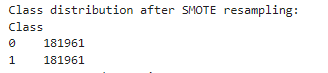 Class distribution after SMOTE resampling:
Class
0    181961
1    181961